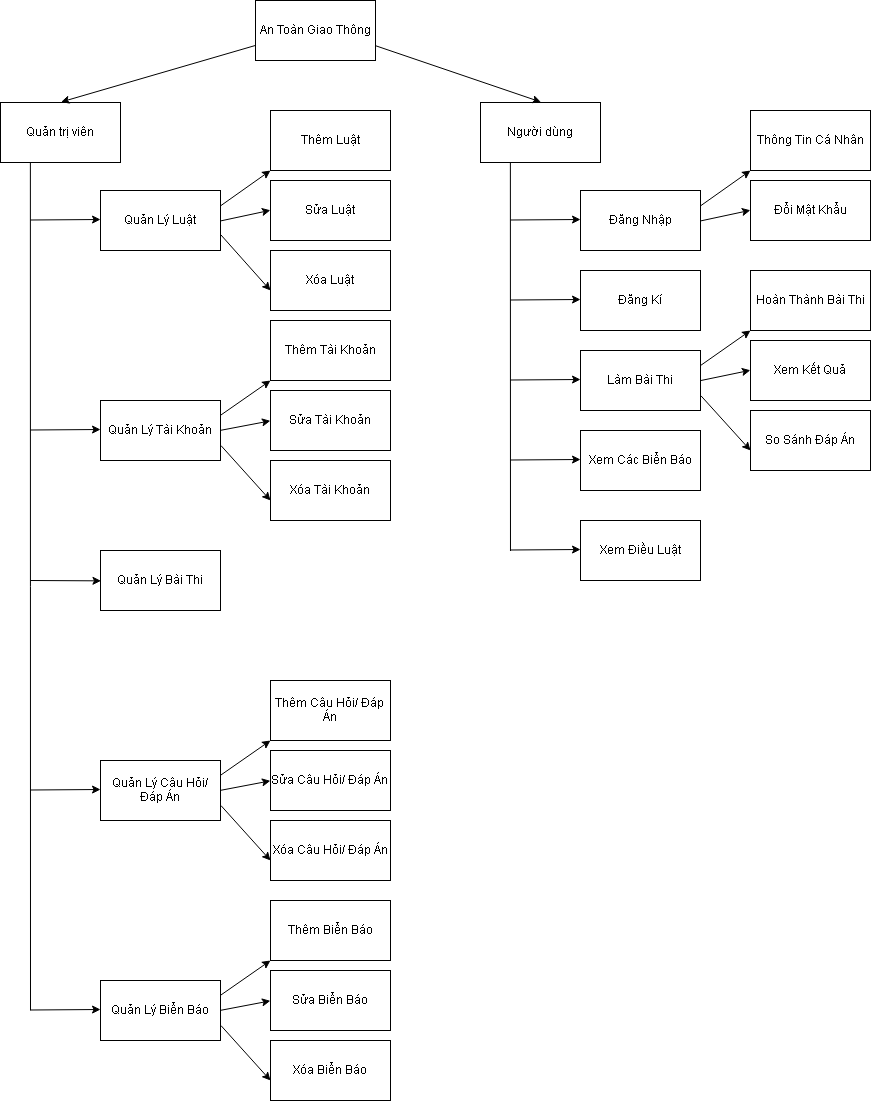 An Toàn Giao Thông
Quản trị viên
Quản Lý Luật
Thêm Luật
Sửa Luật
Xóa Luật
Quản Lý Tài Khoản
Thêm Tài Khoản
Sửa Tài Khoản
Xóa Tài Khoản
Quản Lý Bài Thi
Quản Lý Câu Hỏi/
Đáp Án
Thêm Câu Hỏi/ Đáp
Án
Sửa Câu Hỏi/ Đáp Án
Xóa Câu Hỏi/ Đáp Án
Quản Lý Biển Báo
Thêm Biển Báo
Sửa Biển Báo
Xóa Biển Báo
Người dùng
Đăng Nhập
Thông Tin Cá Nhân
Đổi Mật Khẩu
Đăng Kí
Làm Bài Thi
Hoàn Thành Bài Thi
Xem Kết Quả
So Sánh Đáp Án
Xem Các Biển Báo
Xem Điều Luật